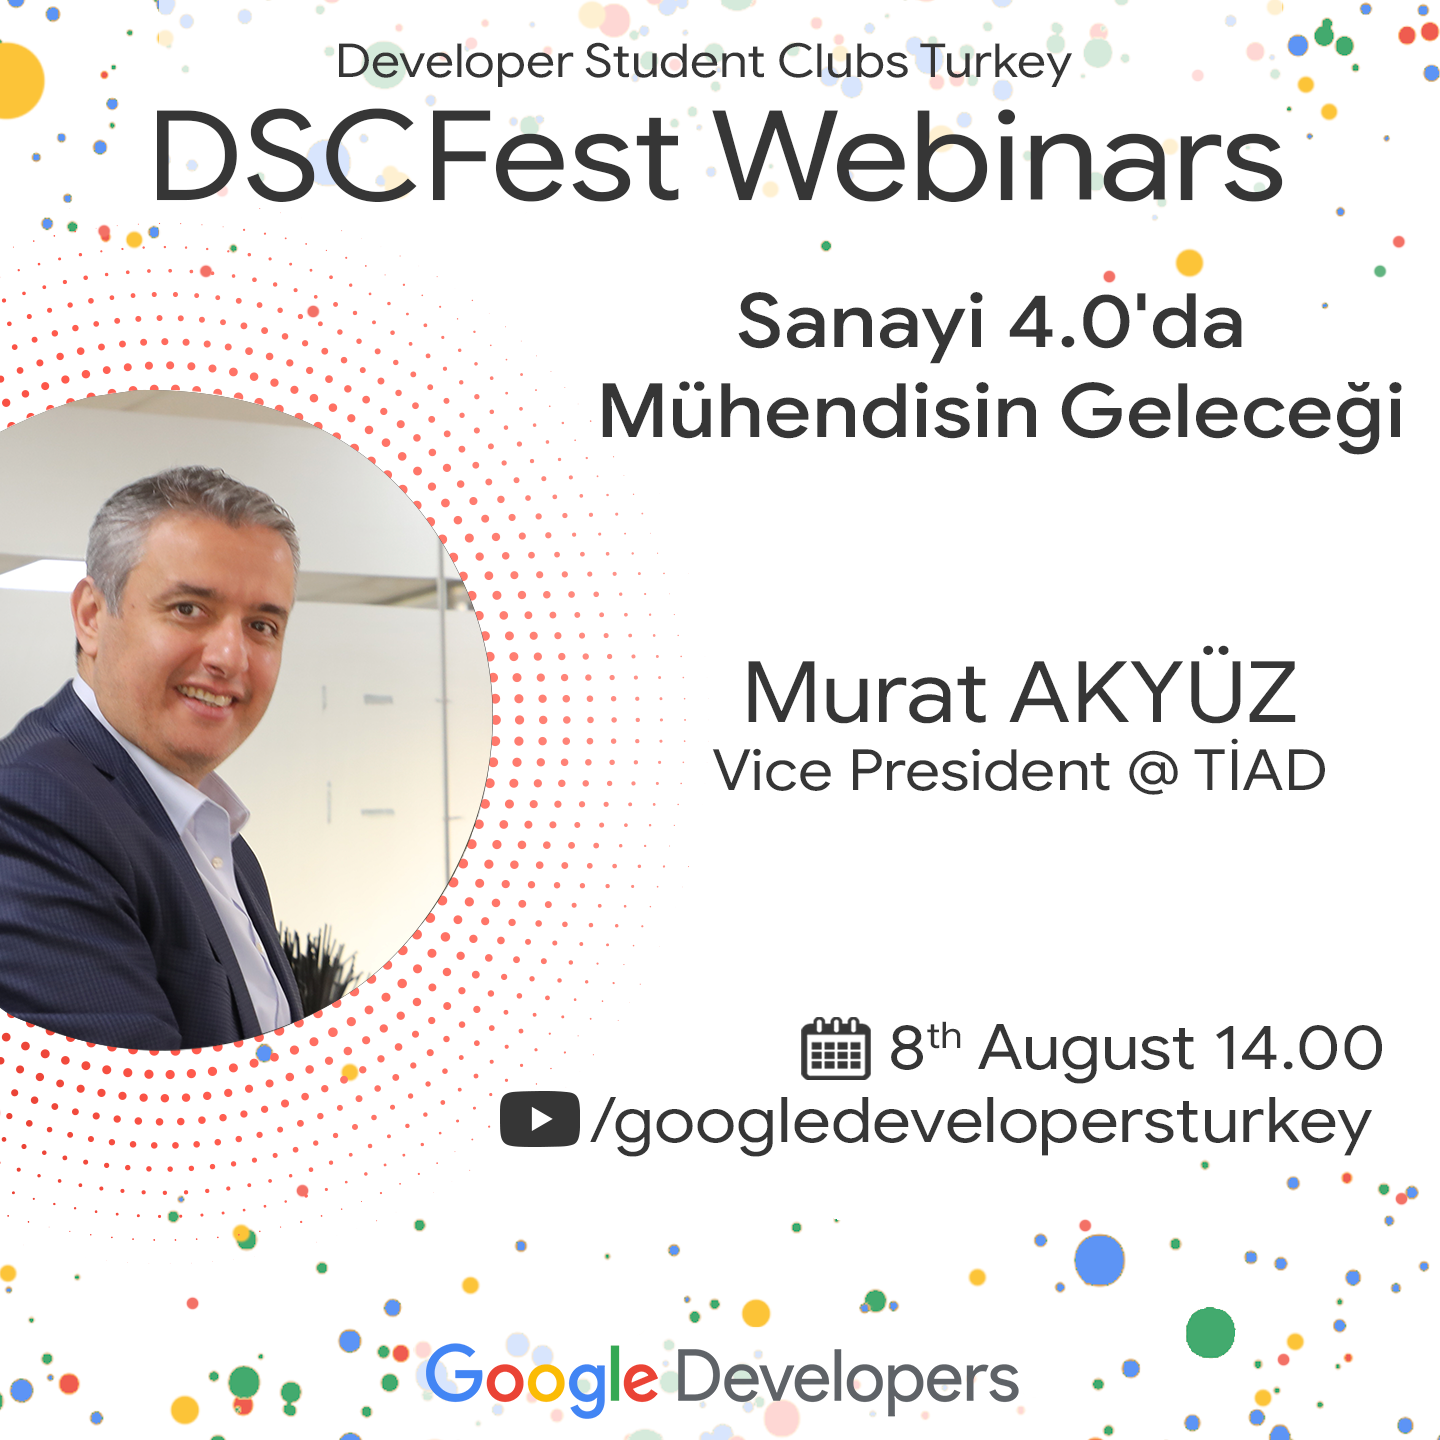 Developer Student Clubs Turkey
DSCFest Webinars
Sanayi 4.0'da
Mühendisin Geleceği
Murat AKYÜZ
Vice President @ TİAD
8th August 14.00
/googledevelopersturkey
Google Developers